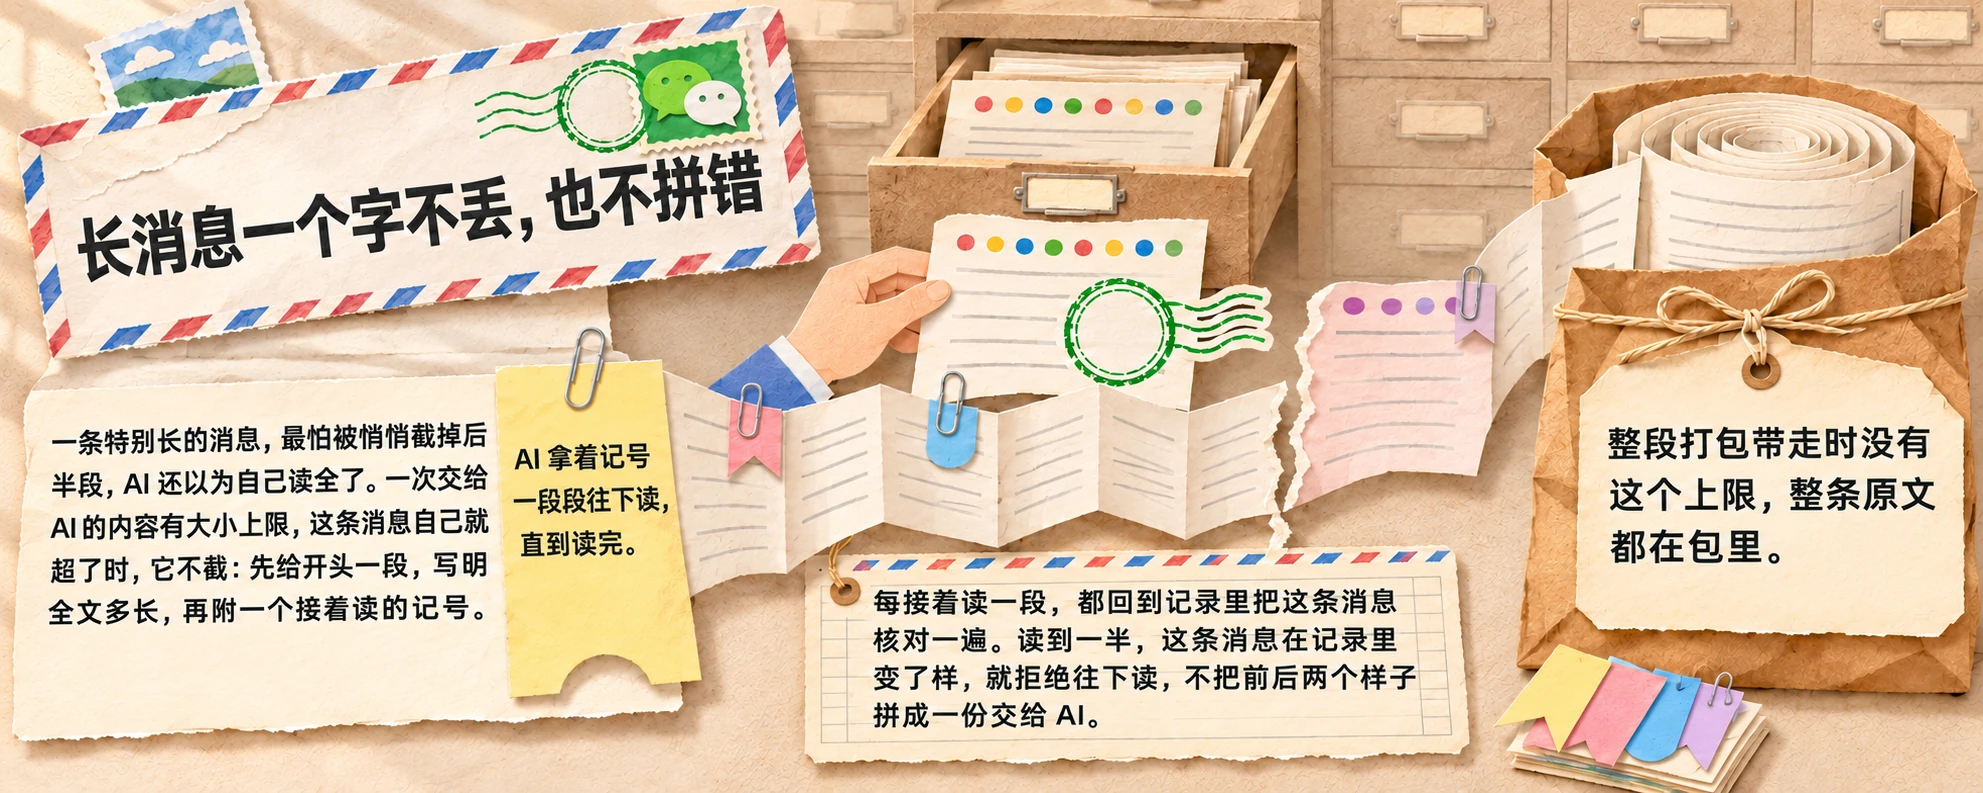 长消息一个字不丢，也不拼错
一条特别长的消息，最怕被悄悄截掉后
半段，AI 还以为自己读全了。一次交给
AI 的内容有大小上限，这条消息自己就
超了时，它不截：先给开头一段，写明
全文多长，再附一个接着读的记号。
AI 拿着记号
一段段往下读，
直到读完。
每接着读一段，都回到记录里把这条消息
核对一遍。读到一半，这条消息在记录里
变了样，就拒绝往下读，不把前后两个样子
拼成一份交给 AI。
整段打包带走时没有
这个上限，整条原文
都在包里。